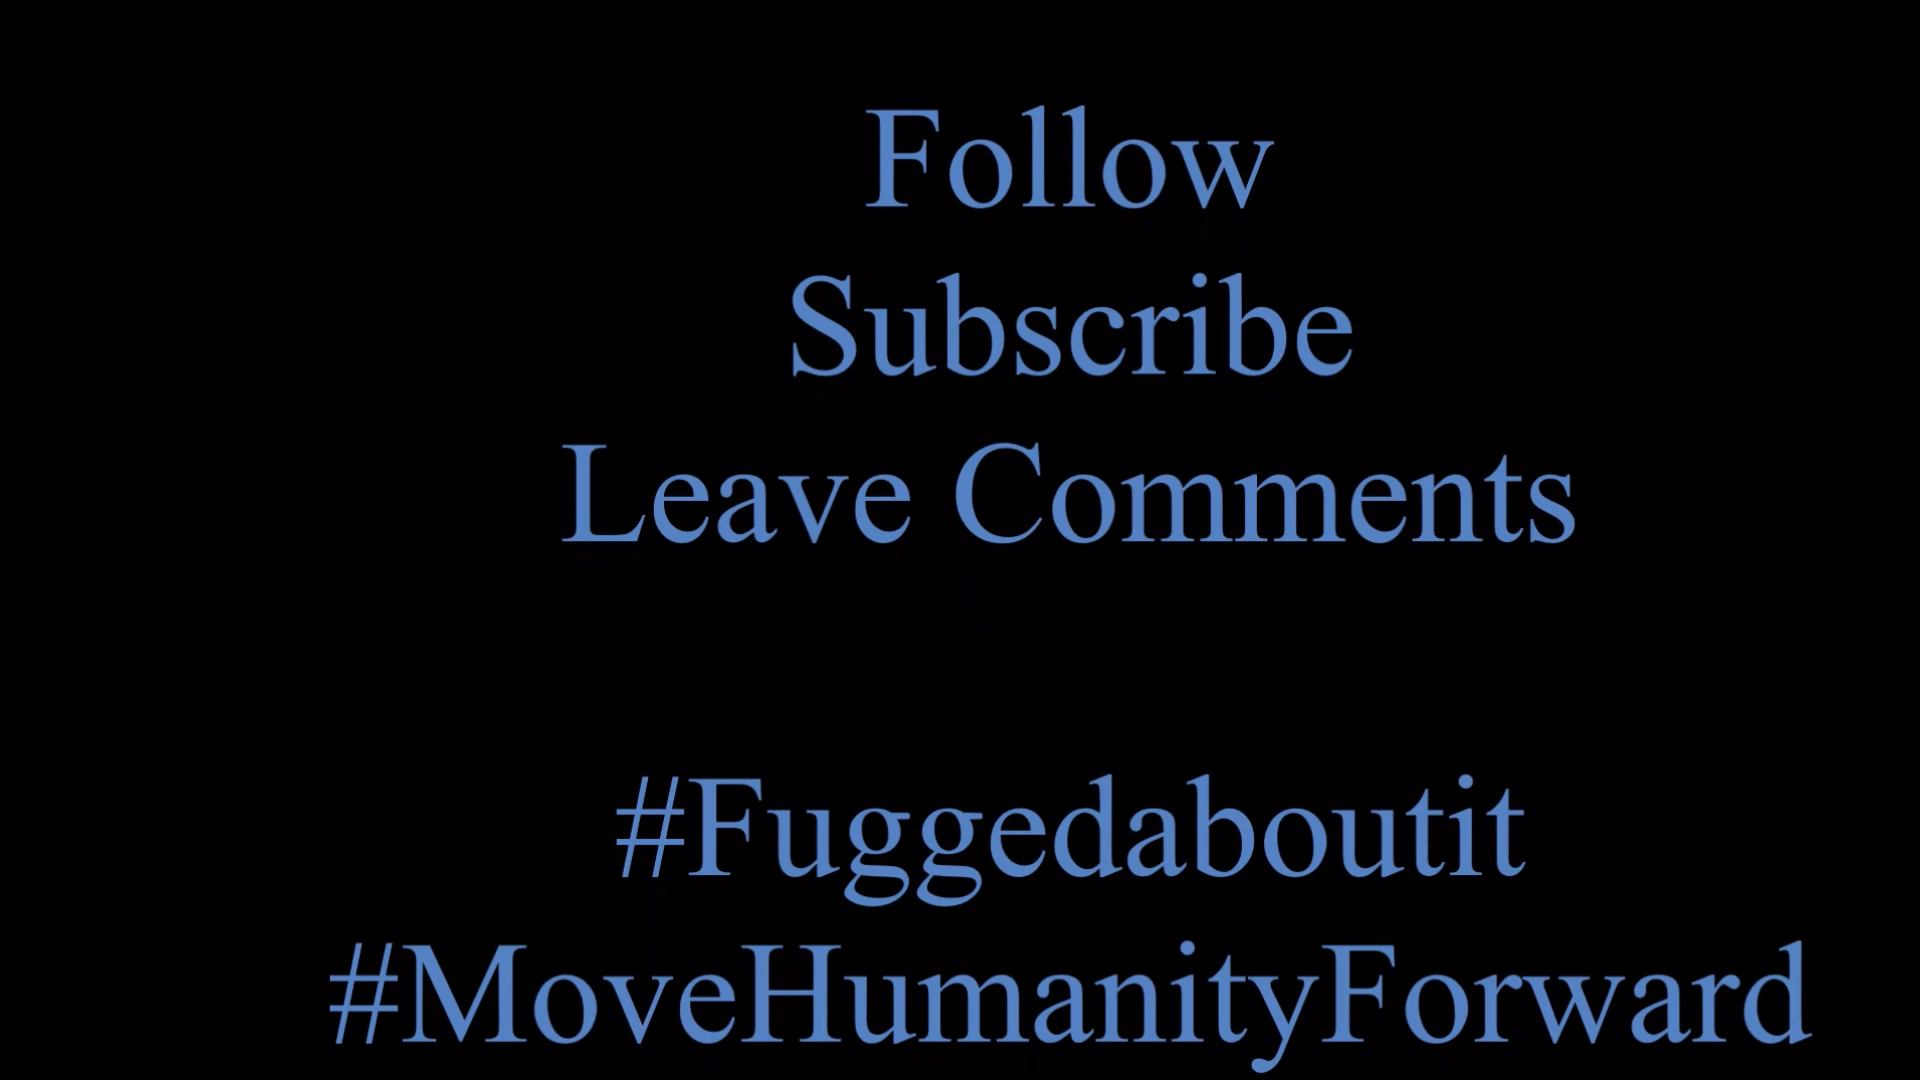 Follow
Subscribe
Leave Comments
#Fuggedaboutit
#MoveHumanityForward